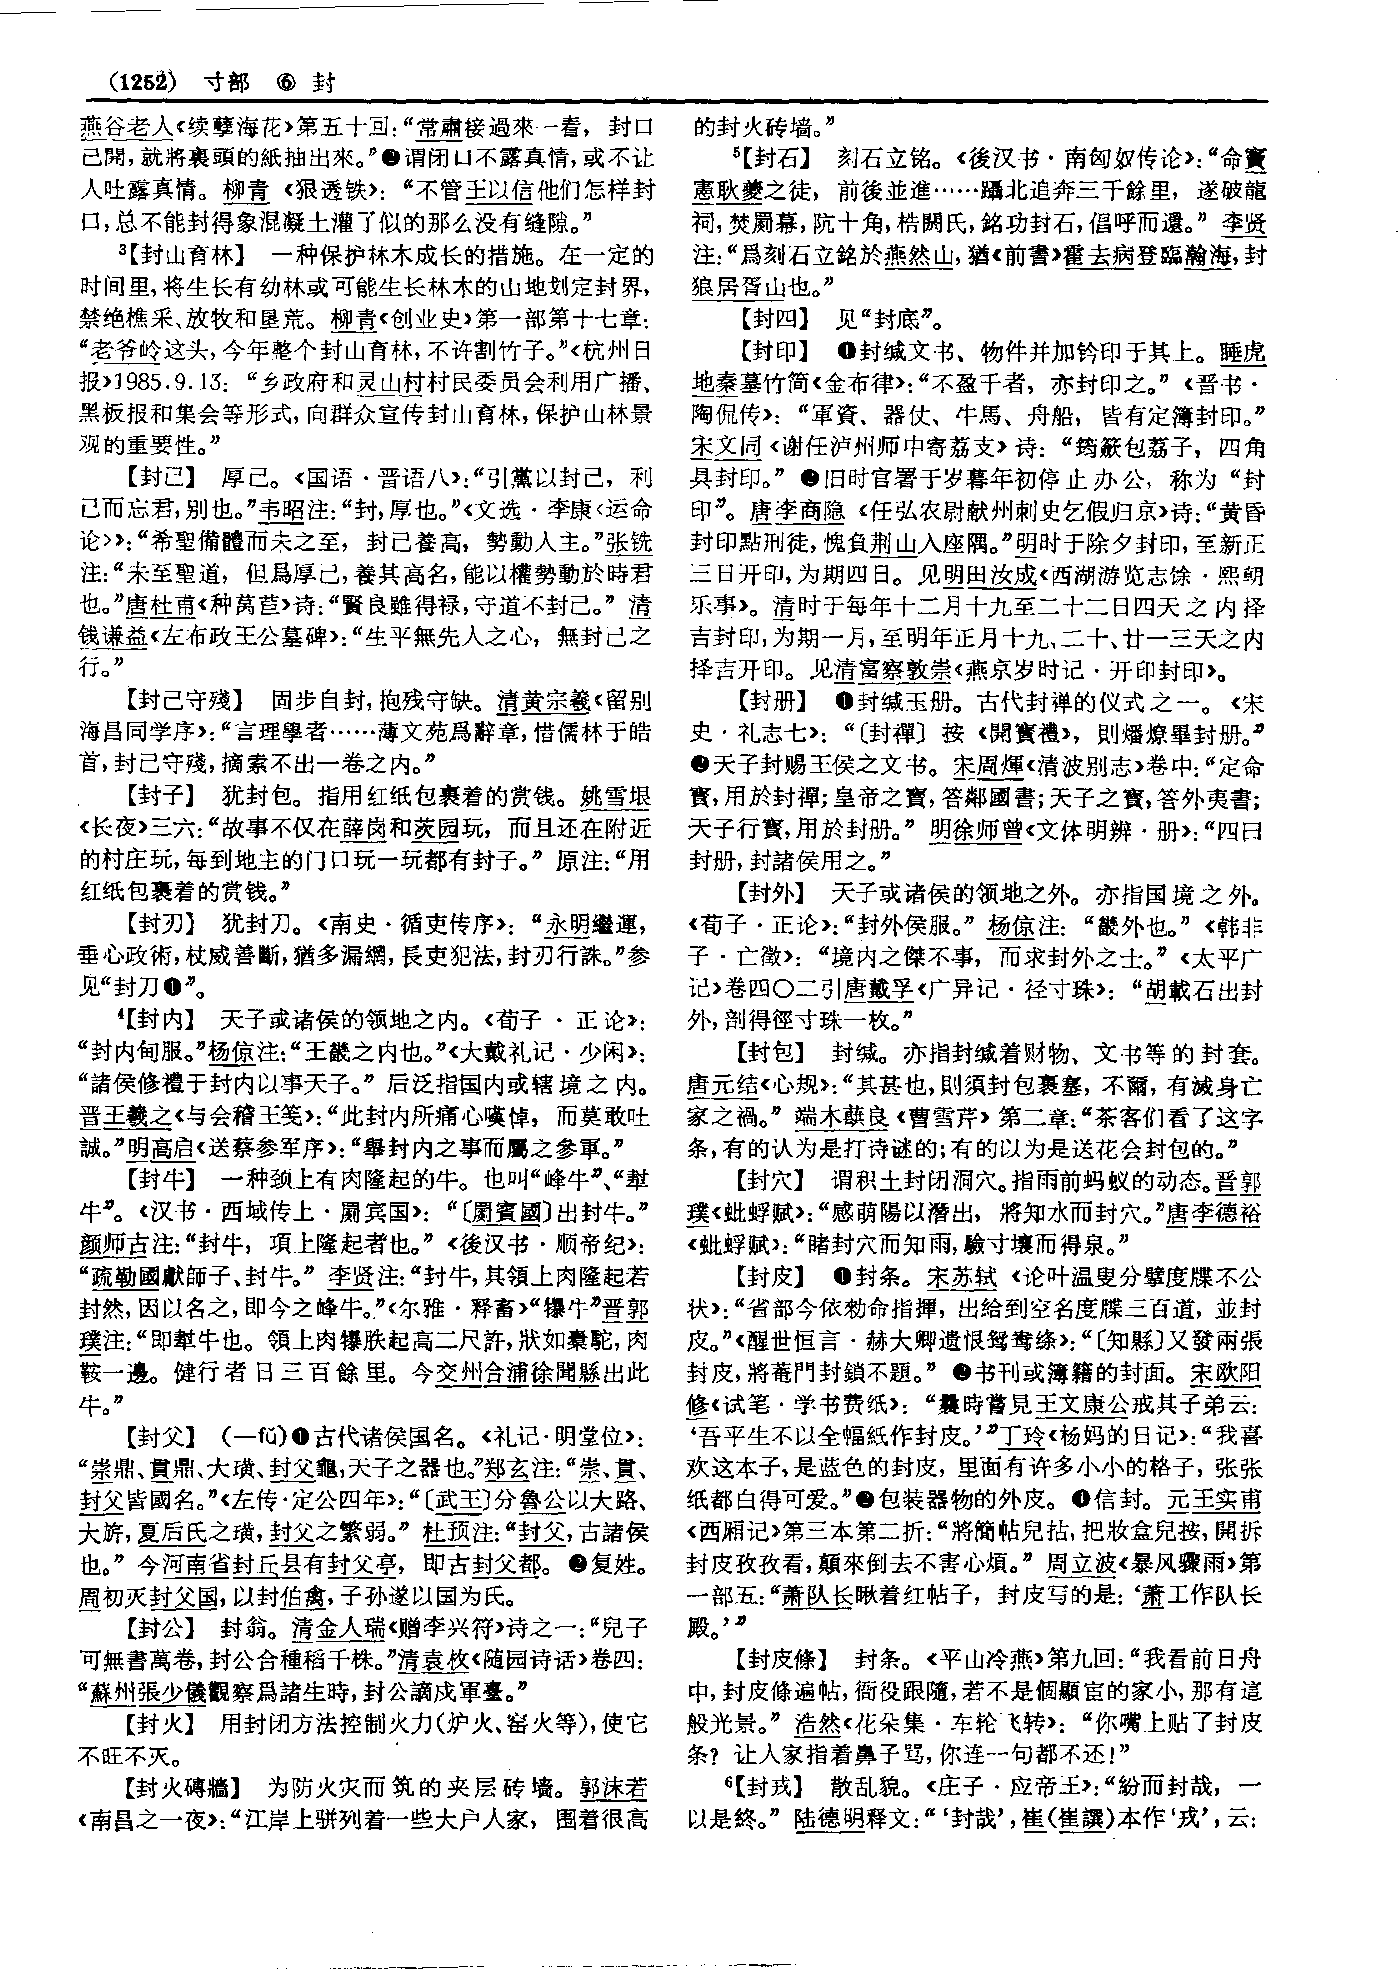 (1252) 寸部 ⑥ 封
燕谷老人《续孽海花》第五十回：“常肅接過來一看，封口
已開，就將裏頭的紙抽出來。”❷谓闭口不露真情，或不让
人吐露真情。柳青《狠透铁》：“不管王以信他们怎样封
口，总不能封得象混凝土灌了似的那么没有缝隙。”
³【封山育林】 一种保护林木成长的措施。在一定的
时间里，将生长有幼林或可能生长林木的山地划定封界，
禁绝樵采、放牧和垦荒。柳青《创业史》第一部第十七章：
“老爷岭这头，今年整个封山育林，不许割竹子。”《杭州日
报》1985.9.13：“乡政府和灵山村村民委员会利用广播、
黑板报和集会等形式，向群众宣传封山育林，保护山林景
观的重要性。”
【封己】 厚己。《国语·晋语八》：“引黨以封己，利
己而忘君，别也。”韦昭注：“封，厚也。”《文选·李康〈运命
论〉》：“希聖備體而未之至，封己養高，勢動人主。”张铣
注：“未至聖道，但爲厚己，養其高名，能以權勢動於時君
也。”唐杜甫《种莴苣》诗：“賢良雖得禄，守道不封己。”清
钱谦益《左布政王公墓碑》：“生平無先人之心，無封己之
行。”
【封己守殘】 固步自封，抱残守缺。清黄宗羲《留别
海昌同学序》：“言理學者……薄文苑爲辭章，惜儒林于皓
首，封己守殘，摘索不出一卷之内。”
【封子】 犹封包。指用红纸包裹着的赏钱。姚雪垠
《长夜》三六：“故事不仅在薛岗和茨园玩，而且还在附近
的村庄玩，每到地主的门口玩一玩都有封子。”原注：“用
红纸包裹着的赏钱。”
【封刃】 犹封刀。《南史·循吏传序》：“永明繼運，
垂心政術，杖威善斷，猶多漏網，長吏犯法，封刃行誅。”参
见“封刀❶”。
⁴【封内】 天子或诸侯的领地之内。《荀子·正论》：
“封内甸服。”杨倞注：“王畿之内也。”《大戴礼记·少闲》：
“諸侯修禮于封内以事天子。”后泛指国内或辖境之内。
晋王羲之《与会稽王笺》：“此封内所痛心嘆悼，而莫敢吐
誠。”明高启《送蔡参军序》：“舉封内之事而屬之參軍。”
【封牛】 一种颈上有肉隆起的牛。也叫“峰牛”、“犎
牛”。《汉书·西域传上·罽宾国》：“〔罽賓國〕出封牛。”
颜师古注：“封牛，項上隆起者也。”《後汉书·顺帝纪》：
“疏勒國獻師子、封牛。”李贤注：“封牛，其領上肉隆起若
封然，因以名之，即今之峰牛。”《尔雅·释畜》“犦牛”晋郭
璞注：“即犎牛也。領上肉犦胅起高二尺許，狀如橐駝，肉
鞍一邊。健行者日三百餘里。今交州合浦徐聞縣出此
牛。”
【封父】 (—fǔ)❶古代诸侯国名。《礼记·明堂位》：
“崇鼎、貫鼎、大璜、封父龜，天子之器也。”郑玄注：“崇、貫、
封父皆國名。”《左传·定公四年》：“〔武王〕分魯公以大路、
大旂，夏后氏之璜，封父之繁弱。”杜预注：“封父，古諸侯
也。”今河南省封丘县有封父亭，即古封父都。❷复姓。
周初灭封父国，以封伯禽，子孙遂以国为氏。
【封公】 封翁。清金人瑞《赠李兴符》诗之一：“兒子
可無書萬卷，封公合種稻千株。”清袁枚《随园诗话》卷四：
“蘇州張少儀觀察爲諸生時，封公謫戍軍臺。”
【封火】 用封闭方法控制火力(炉火、窑火等)，使它
不旺不灭。
【封火磚牆】 为防火灾而筑的夹层砖墙。郭沫若
《南昌之一夜》：“江岸上骈列着一些大户人家，围着很高
的封火砖墙。”
⁵【封石】 刻石立铭。《後汉书·南匈奴传论》：“命竇
憲耿夔之徒，前後並進……躡北追奔三千餘里，遂破龍
祠，焚罽幕，阬十角，梏閼氏，銘功封石，倡呼而還。”李贤
注：“爲刻石立銘於燕然山，猶《前書》霍去病登臨瀚海，封
狼居胥山也。”
【封四】 见“封底”。
【封印】 ❶封缄文书、物件并加钤印于其上。睡虎
地秦墓竹简《金布律》：“不盈千者，亦封印之。”《晋书·
陶侃传》：“軍資、器仗、牛馬、舟船，皆有定簿封印。”
宋文同《谢任泸州师中寄荔支》诗：“筠籢包荔子，四角
具封印。”❷旧时官署于岁暮年初停止办公，称为“封
印”。唐李商隐《任弘农尉献州刺史乞假归京》诗：“黄昏
封印點刑徒，愧負荆山入座隅。”明时于除夕封印，至新正
三日开印，为期四日。见明田汝成《西湖游览志馀·熙朝
乐事》。清时于每年十二月十九至二十二日四天之内择
吉封印，为期一月，至明年正月十九、二十、廿一三天之内
择吉开印。见清富察敦崇《燕京岁时记·开印封印》。
【封册】 ❶封缄玉册。古代封禅的仪式之一。《宋
史·礼志七》：“〔封禪〕按《開寶禮》，則燔燎畢封册。”
❷天子封赐王侯之文书。宋周煇《清波别志》卷中：“定命
寶，用於封禪；皇帝之寶，答鄰國書；天子之寶，答外夷書；
天子行寶，用於封册。”明徐师曾《文体明辨·册》：“四曰
封册，封諸侯用之。”
【封外】 天子或诸侯的领地之外。亦指国境之外。
《荀子·正论》：“封外侯服。”杨倞注：“畿外也。”《韩非
子·亡徵》：“境内之傑不事，而求封外之士。”《太平广
记》卷四〇二引唐戴孚《广异记·径寸珠》：“胡載石出封
外，剖得徑寸珠一枚。”
【封包】 封缄。亦指封缄着财物、文书等的封套。
唐元结《心规》：“其甚也，則須封包裹塞，不爾，有滅身亡
家之禍。”端木蕻良《曹雪芹》第二章：“茶客们看了这字
条，有的认为是打诗谜的；有的以为是送花会封包的。”
【封穴】 谓积土封闭洞穴。指雨前蚂蚁的动态。晋郭
璞《蚍蜉赋》：“感萌陽以潛出，將知水而封穴。”唐李德裕
《蚍蜉赋》：“睹封穴而知雨，驗寸壤而得泉。”
【封皮】 ❶封条。宋苏轼《论叶温叟分擘度牒不公
状》：“省部今依勑命指揮，出給到空名度牒三百道，並封
皮。”《醒世恒言·赫大卿遗恨鸳鸯绦》：“〔知縣〕又發兩張
封皮，將菴門封鎖不題。”❷书刊或簿籍的封面。宋欧阳
修《试笔·学书费纸》：“曩時嘗見王文康公戒其子弟云：
‘吾平生不以全幅紙作封皮。’”丁玲《杨妈的日记》：“我喜
欢这本子，是蓝色的封皮，里面有许多小小的格子，张张
纸都白得可爱。”❸包装器物的外皮。❹信封。元王实甫
《西厢记》第三本第二折：“將簡帖兒拈，把妝盒兒按，開拆
封皮孜孜看，顛來倒去不害心煩。”周立波《暴风骤雨》第
一部五：“萧队长瞅着红帖子，封皮写的是：‘萧工作队长
殿。’”
【封皮條】 封条。《平山冷燕》第九回：“我看前日舟
中，封皮條遍帖，衙役跟隨，若不是個顯宦的家小，那有這
般光景。”浩然《花朵集·车轮飞转》：“你嘴上贴了封皮
条？让人家指着鼻子骂，你连一句都不还！”
⁶【封戎】 散乱貌。《庄子·应帝王》：“紛而封哉，一
以是終。”陆德明释文：“‘封哉’，崔(崔譔)本作‘戎’，云：